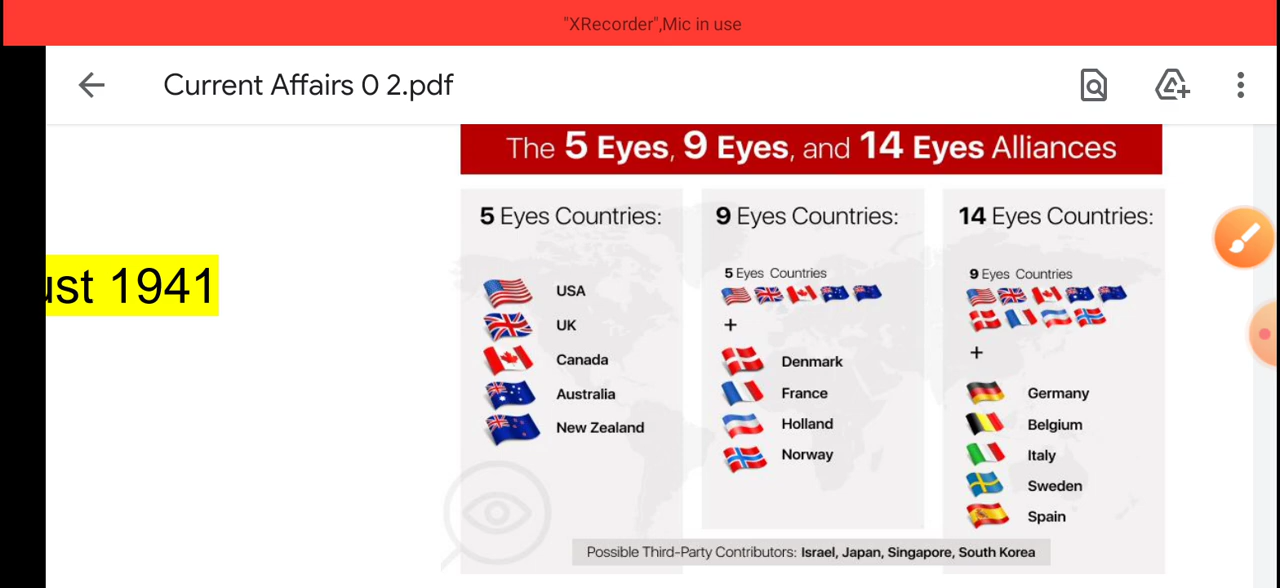 "XRecorder",Mic in use
Current Affairs 0 2.pdf
The 5 Eyes, 9 Eyes, and 14 Eyes Alliances
ust 1941
5 Eyes Countries:
USA
UK
Canada
Australia
New Zealand
9 Eyes Countries:
5 Eyes Countries
+
Denmark
France
Holland
Norway
14 Eyes Countries:
9 Eyes Countries
+
Germany
Belgium
Italy
Sweden
Spain
Possible Third-Party Contributors: Israel, Japan, Singapore, South Korea